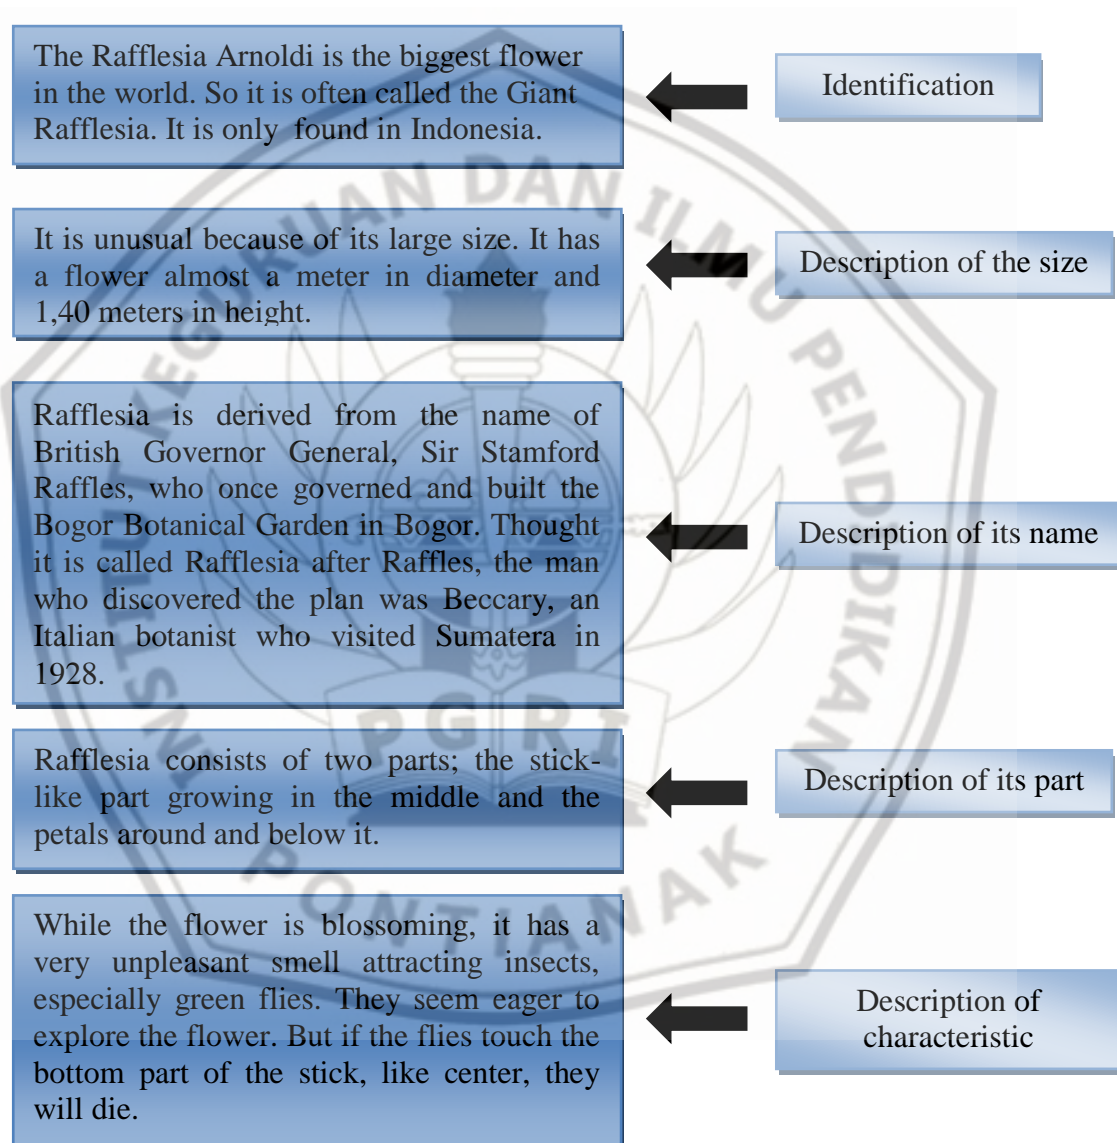 The Rafflesia Arnoldi is the biggest flower
in the world. So it is often called the Giant
Rafflesia. It is only found in Indonesia.
Identification
It is unusual because of its large size. It has
a flower almost a meter in diameter and
1,40 meters in height.
Description of the size
Rafflesia is derived from the name of
British Governor General, Sir Stamford
Raffles, who once governed and built the
Bogor Botanical Garden in Bogor. Thought
it is called Rafflesia after Raffles, the man
who discovered the plan was Beccary, an
Italian botanist who visited Sumatera in
1928.
Description of its name
Rafflesia consists of two parts; the stick-
like part growing in the middle and the
petals around and below it.
Description of its part
While the flower is blossoming, it has a
very unpleasant smell attracting insects,
especially green flies. They seem eager to
explore the flower. But if the flies touch the
bottom part of the stick, like center, they
will die.
Description of
characteristic
INSTITUT KEGURUAN DAN ILMU PENDIDIKAN
PGRI
PONTIANAK